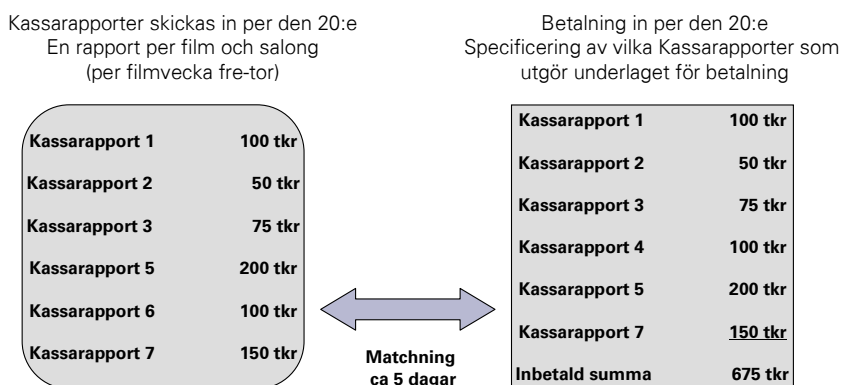 Kassarapporter skickas in per den 20:e
En rapport per film och salong
(per filmvecka fre-tor)
Kassarapport 1 100 tkr
Kassarapport 2 50 tkr
Kassarapport 3 75 tkr
Kassarapport 5 200 tkr
Kassarapport 6 100 tkr
Kassarapport 7 150 tkr
Matchning
ca 5 dagar
Betalning in per den 20:e
Specificering av vilka Kassarapporter som
utgör underlaget för betalning
Kassarapport 1 100 tkr
Kassarapport 2 50 tkr
Kassarapport 3 75 tkr
Kassarapport 4 100 tkr
Kassarapport 5 200 tkr
Kassarapport 7 150 tkr
Inbetald summa 675 tkr